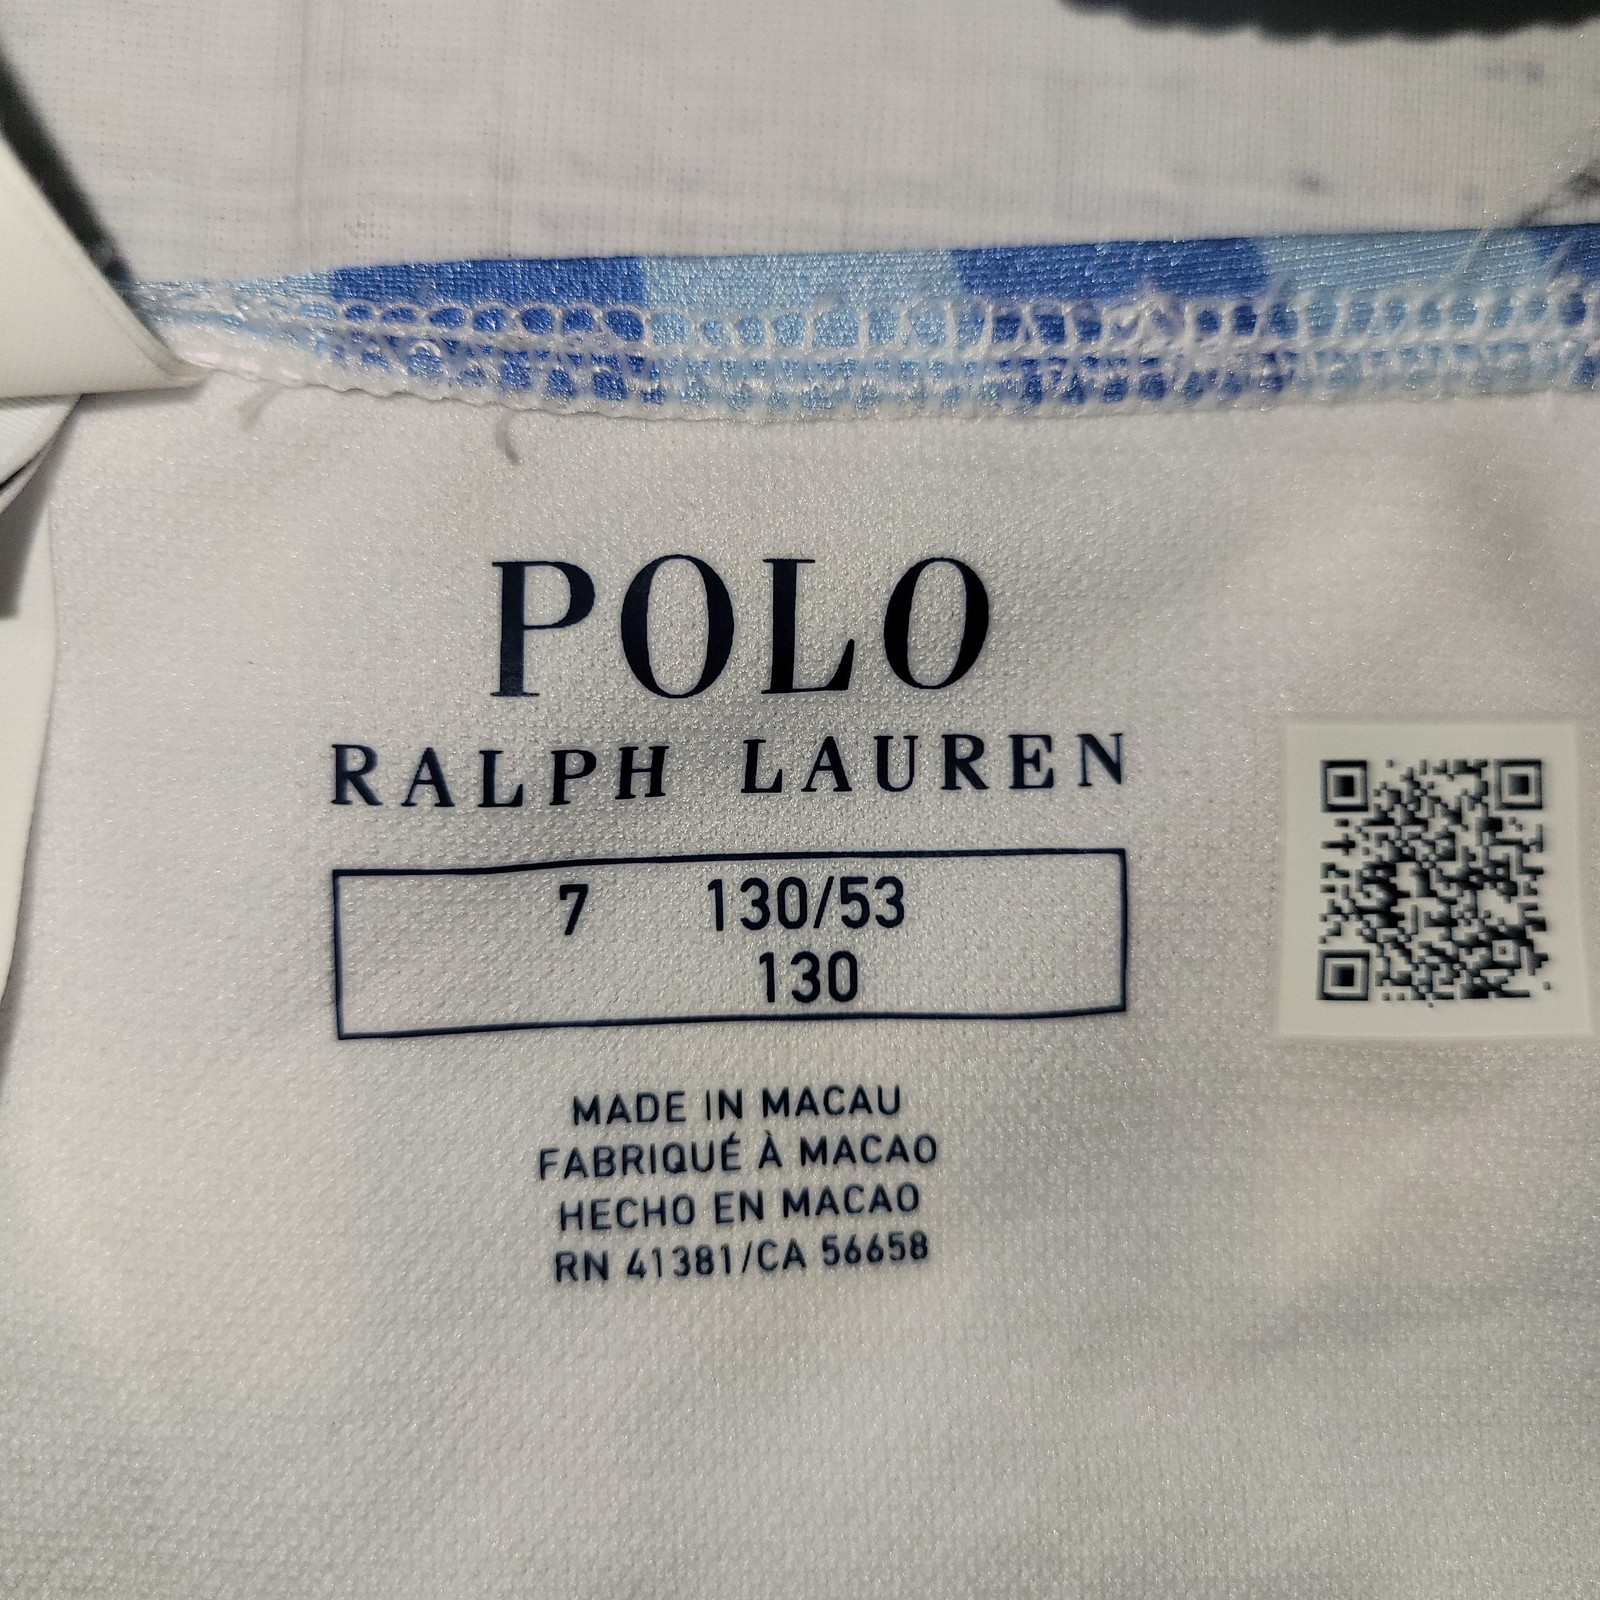 POLO
RALPH LAUREN
7 130/53
130
MADE IN MACAU
FABRIQUÉ À MACAO
HECHO EN MACAO
RN 41381/CA 56658